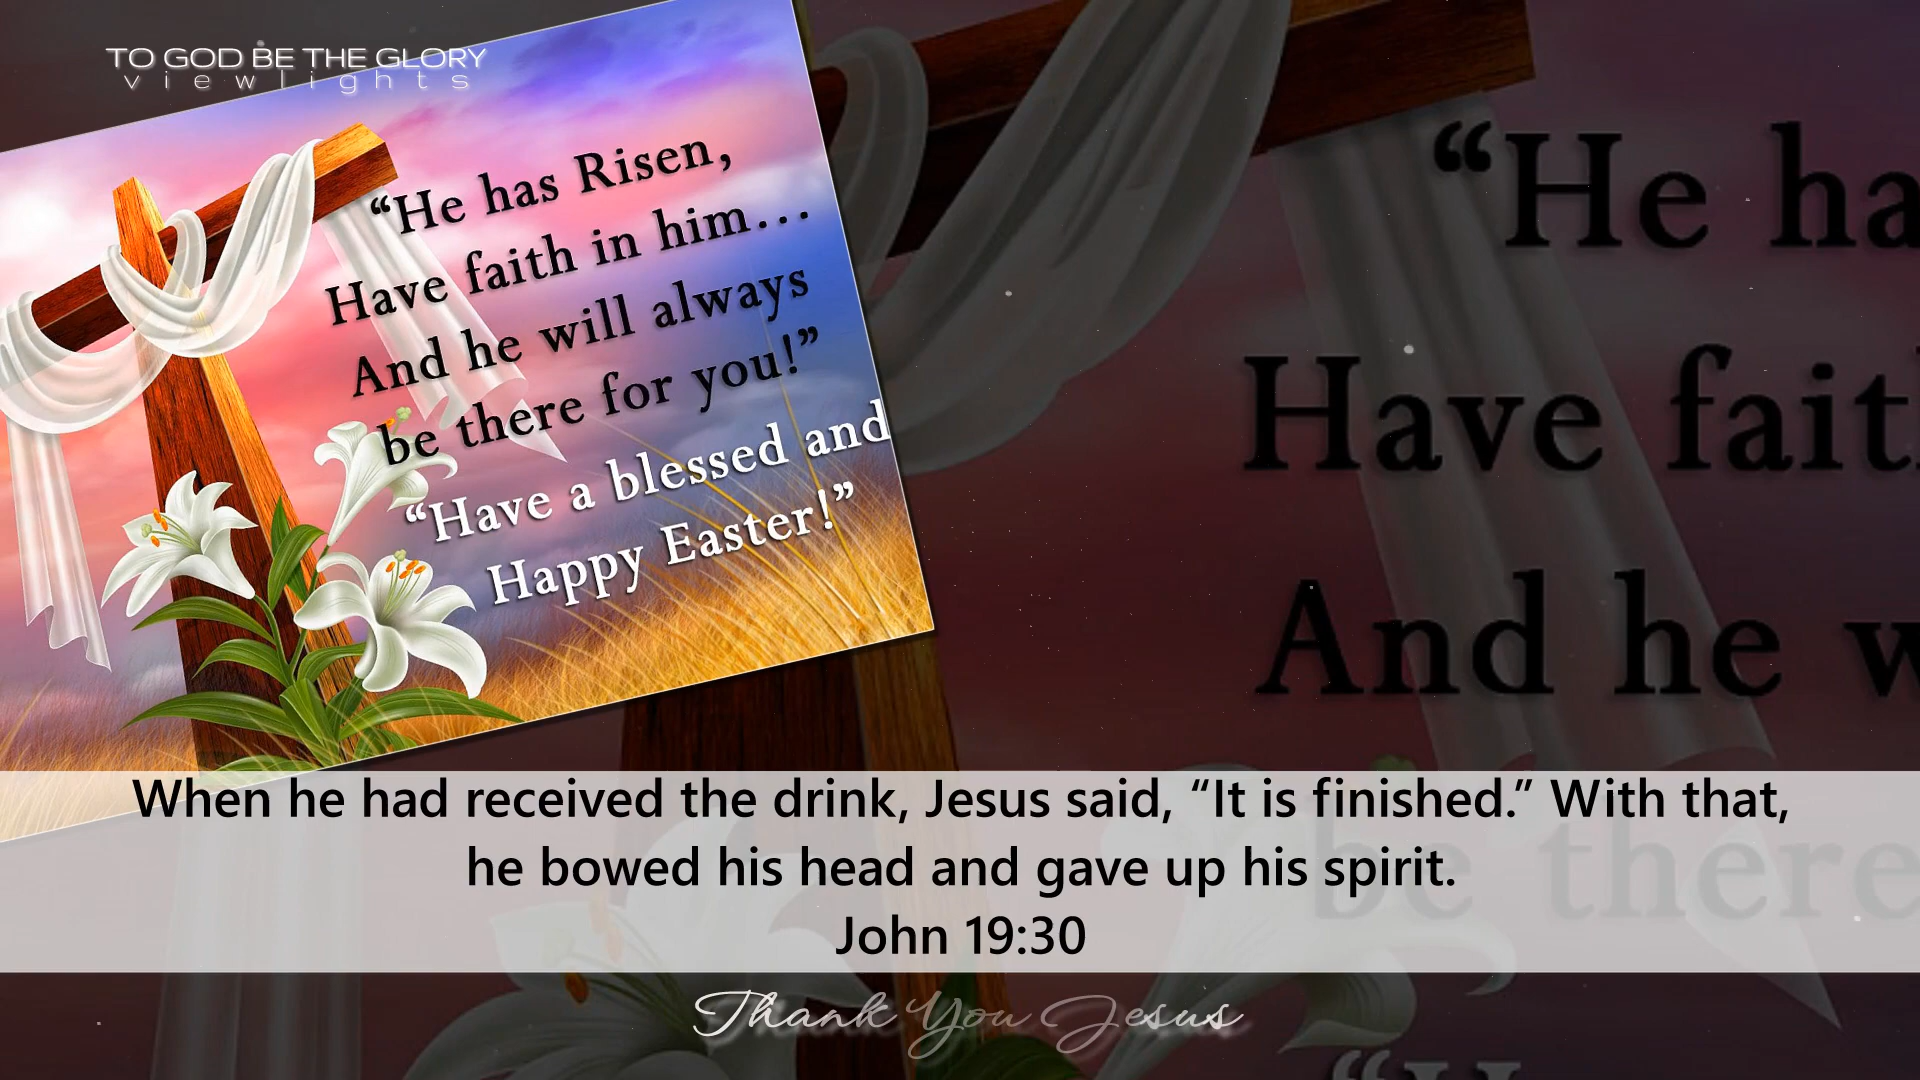 TO GOD BE THE GLORY
viewlights
“He has Risen,
Have faith in him...
And he will always
be there for you!”
“Have a blessed and
Happy Easter!”
“He ha
Have fait
And he w
be there
“H
When he had received the drink, Jesus said, “It is finished.” With that,
he bowed his head and gave up his spirit.
John 19:30
Thank You Jesus